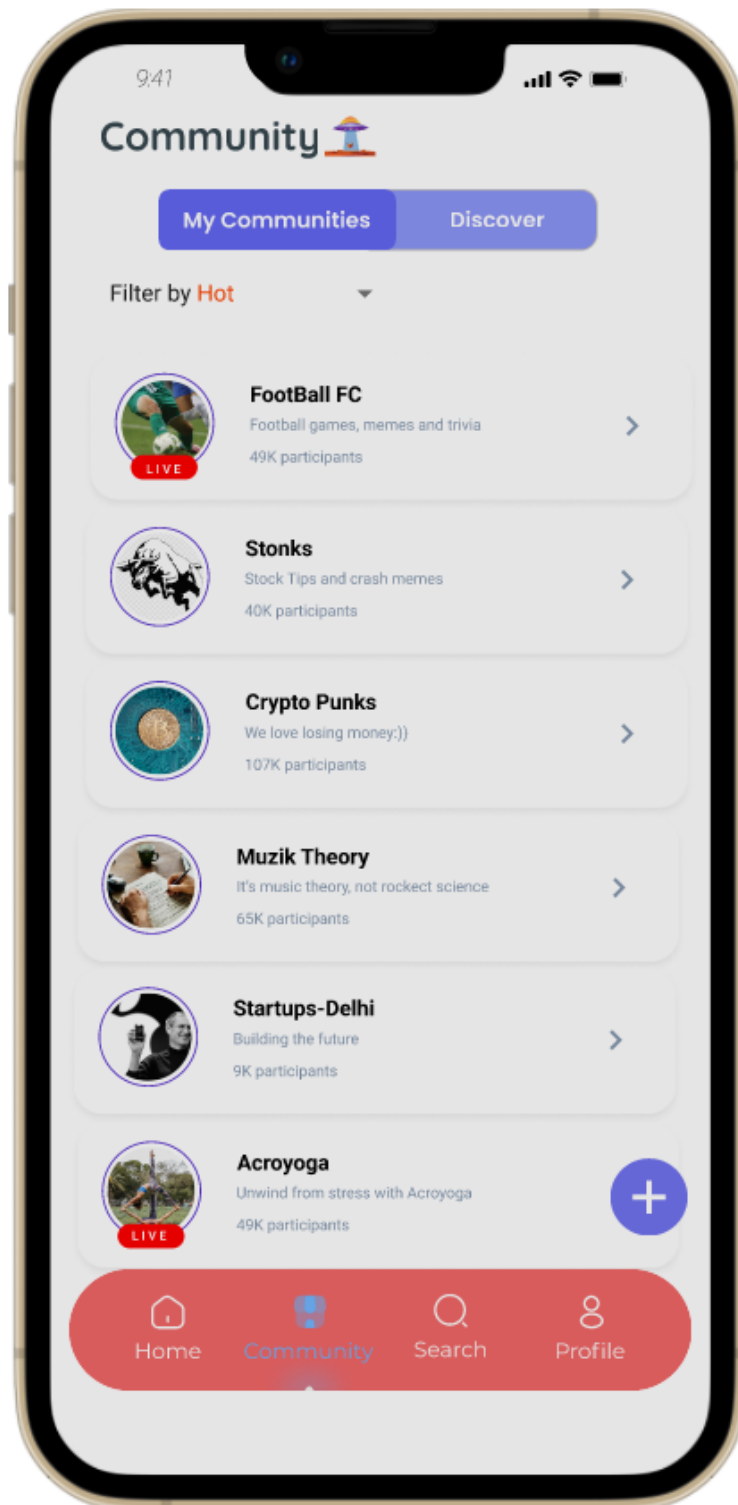 9:41
Community
My Communities Discover
Filter by Hot
FootBall FC
Football games, memes and trivia
49K participants
LIVE
Stonks
Stock Tips and crash memes
40K participants
Crypto Punks
We love losing money:))
107K participants
Muzik Theory
It's music theory, not rockect science
65K participants
Startups-Delhi
Building the future
9K participants
Acroyoga
Unwind from stress with Acroyoga
49K participants
LIVE
Home Community Search Profile